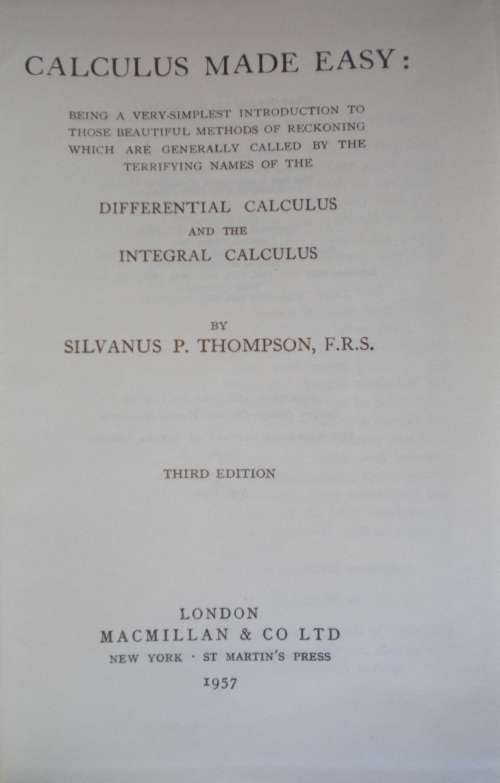 CALCULUS MADE EASY:
BEING A VERY-SIMPLEST INTRODUCTION TO
THOSE BEAUTIFUL METHODS OF RECKONING
WHICH ARE GENERALLY CALLED BY THE
TERRIFYING NAMES OF THE
DIFFERENTIAL CALCULUS
AND THE
INTEGRAL CALCULUS
BY
SILVANUS P. THOMPSON, F.R.S.
THIRD EDITION
LONDON
MACMILLAN & CO LTD
NEW YORK · ST MARTIN'S PRESS
1957